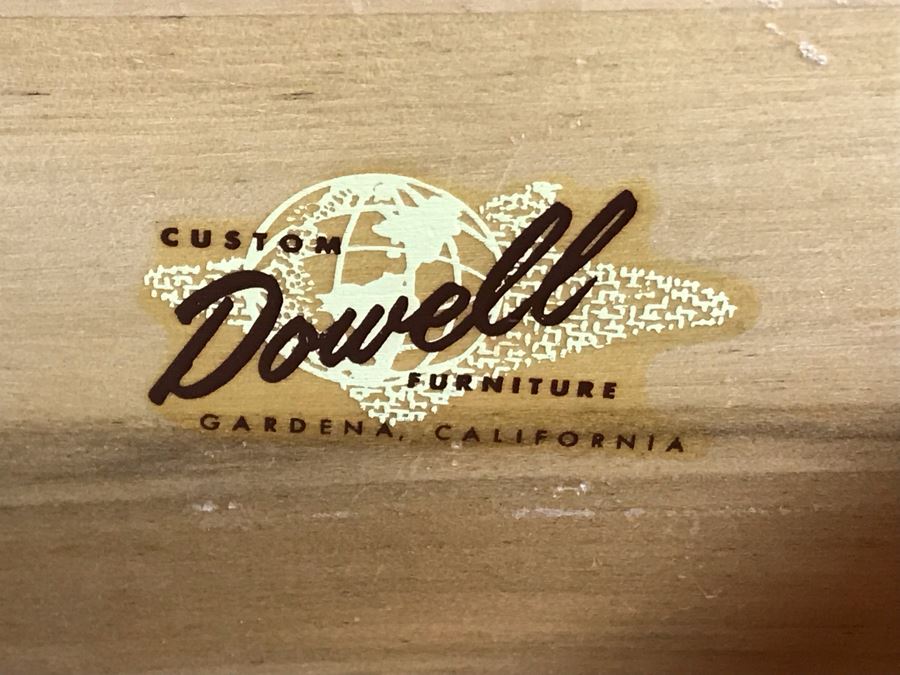 CUSTOM
Dowell
FURNITURE
GARDENA, CALIFORNIA